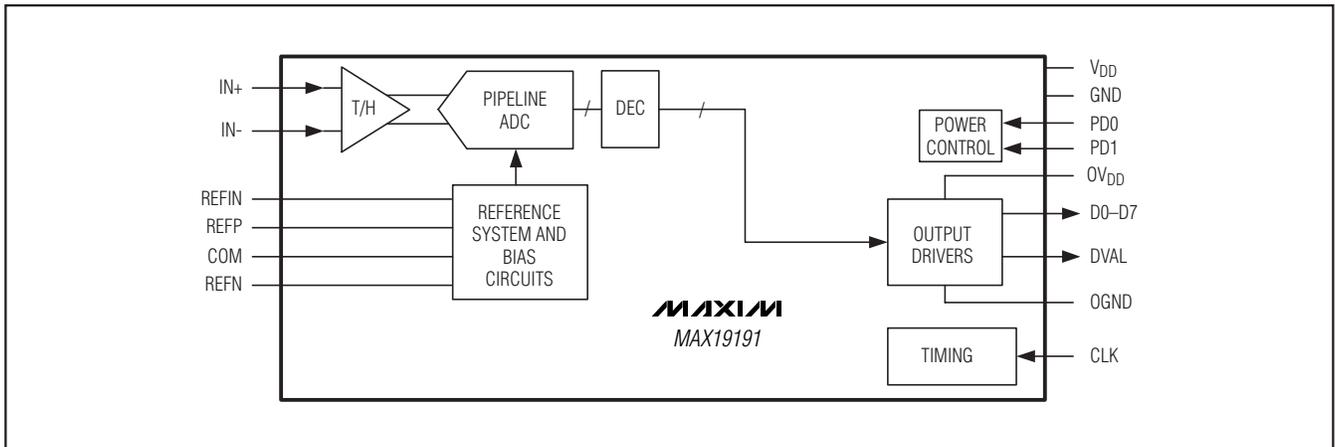 IN+
IN-
T/H
PIPELINE
ADC
DEC
REFIN
REFP
COM
REFN
REFERENCE
SYSTEM AND
BIAS
CIRCUITS
MAXIM
MAX19191
POWER
CONTROL
OUTPUT
DRIVERS
TIMING
VDD
GND
PD0
PD1
OVDD
D0–D7
DVAL
OGND
CLK